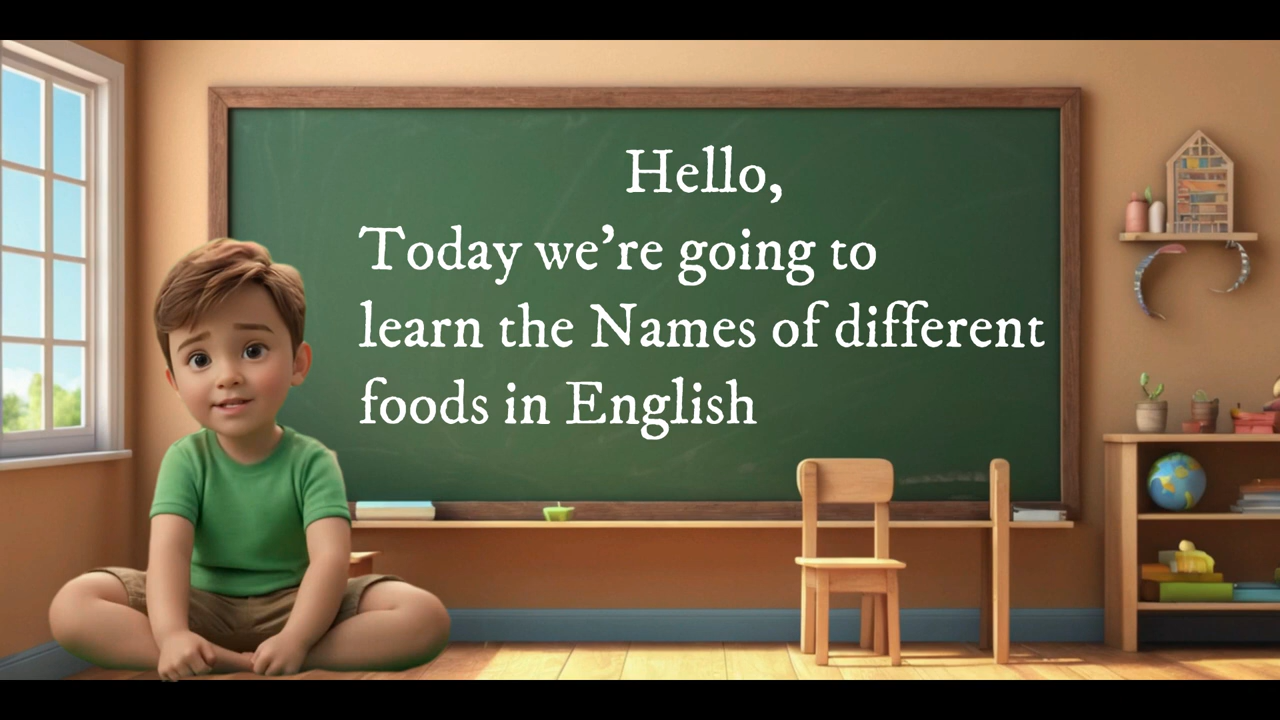 Hello,
Today we're going to
learn the Names of different
foods in English